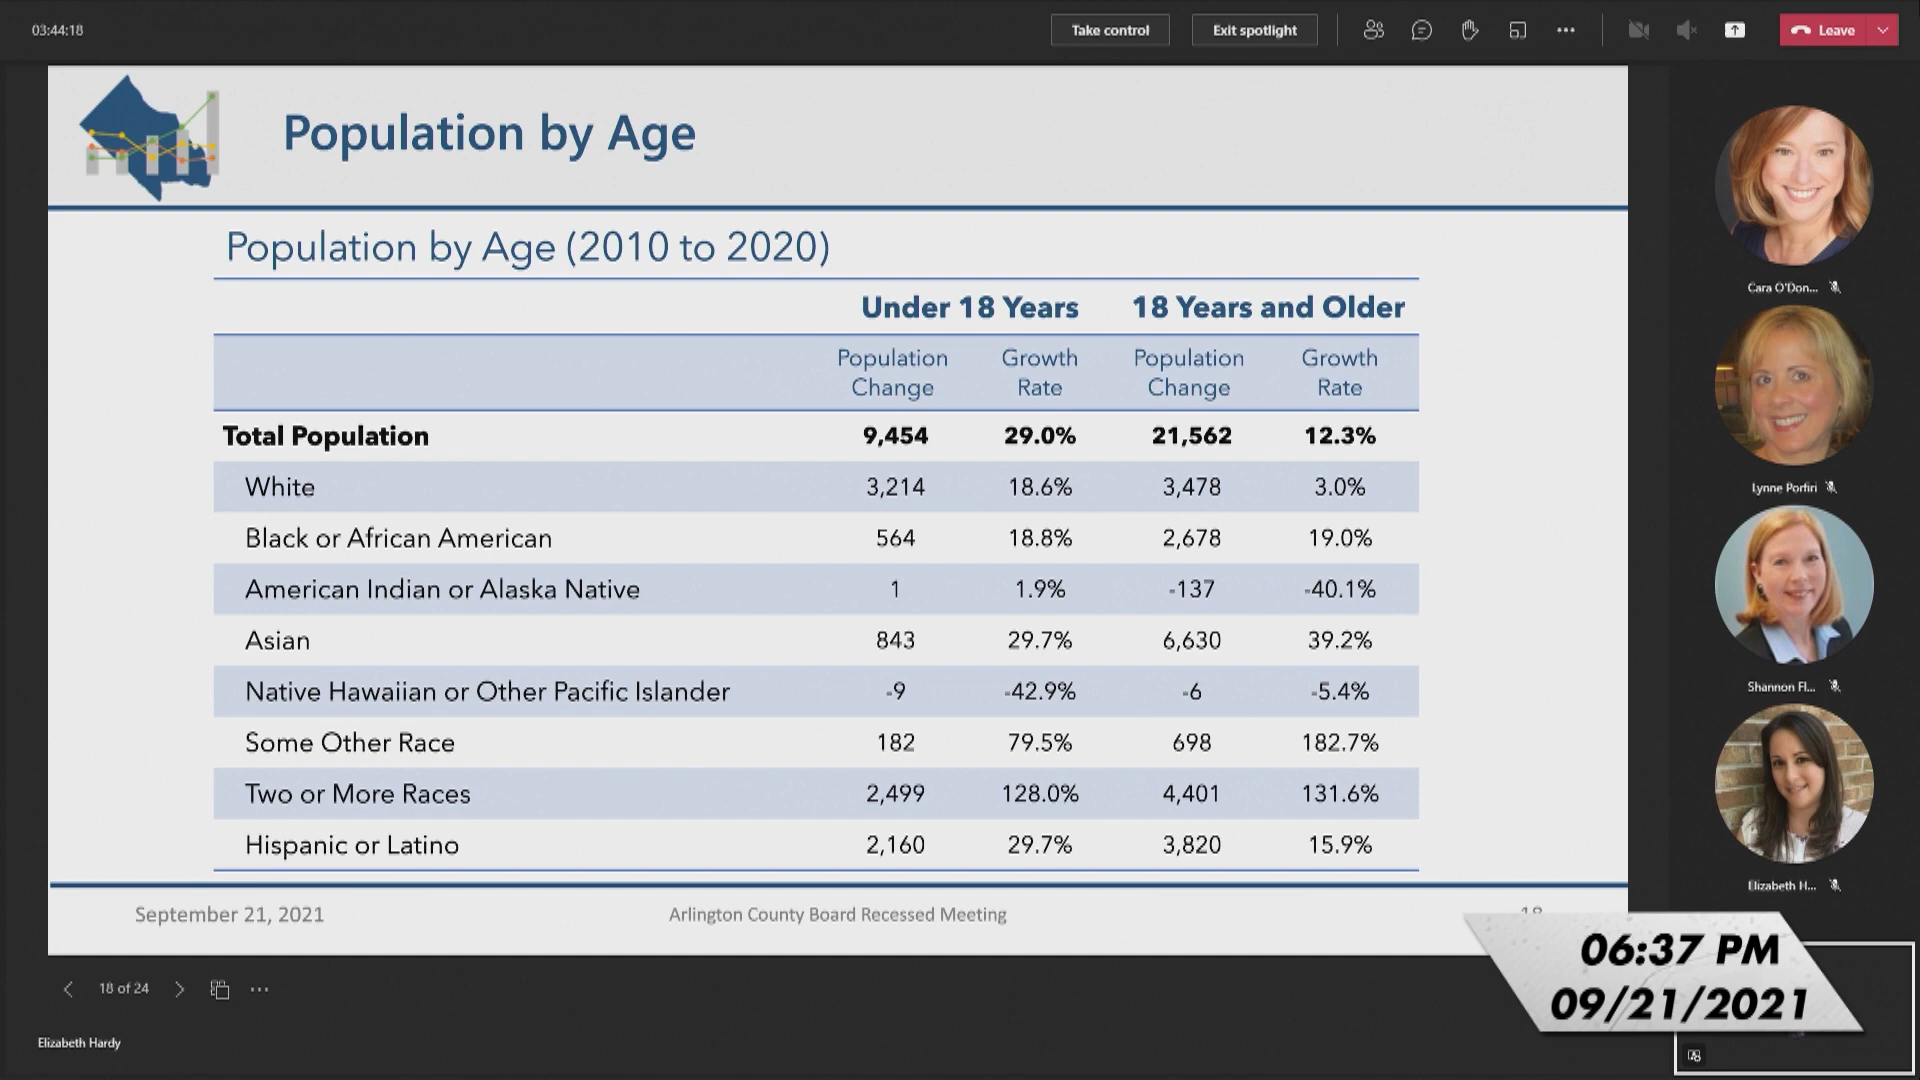 03:44:18
Take control
Exit spotlight
Leave
Population by Age
Population by Age (2010 to 2020)
Under 18 Years 18 Years and Older
Population Change Growth Rate Population Change Growth Rate
Total Population 9,454 29.0% 21,562 12.3%
White 3,214 18.6% 3,478 3.0%
Black or African American 564 18.8% 2,678 19.0%
American Indian or Alaska Native 1 1.9% -137 -40.1%
Asian 843 29.7% 6,630 39.2%
Native Hawaiian or Other Pacific Islander -9 -42.9% -6 -5.4%
Some Other Race 182 79.5% 698 182.7%
Two or More Races 2,499 128.0% 4,401 131.6%
Hispanic or Latino 2,160 29.7% 3,820 15.9%
September 21, 2021 Arlington County Board Recessed Meeting
Cara O'Don...
Lynne Porfiri
Shannon Fl...
Elizabeth H...
18 of 24
Elizabeth Hardy
06:37 PM
09/21/2021